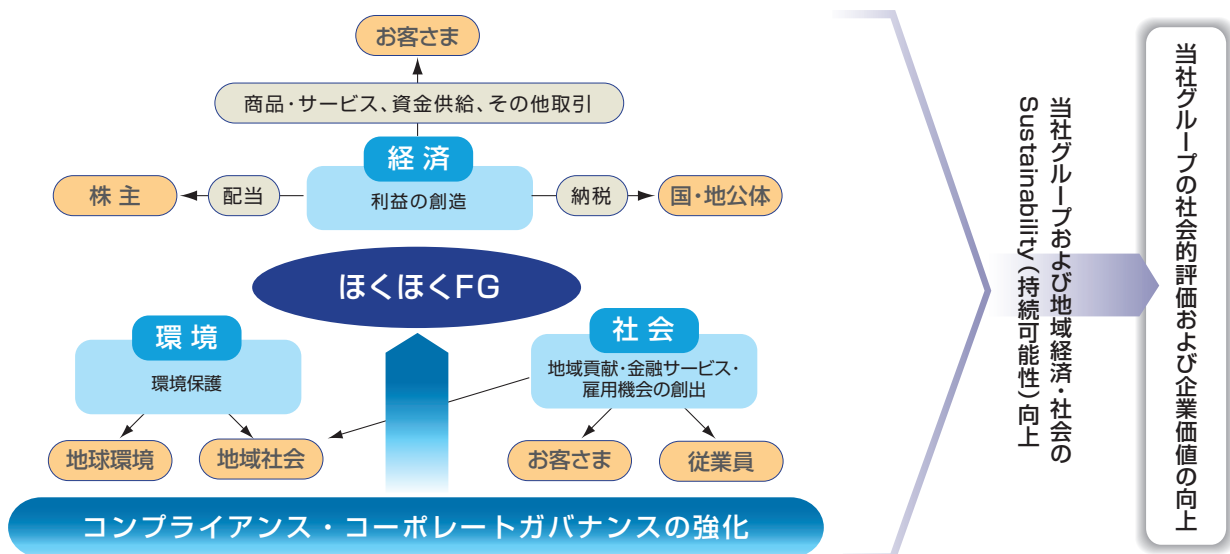 お客さま
商品・サービス、資金供給、その他取引
経済
利益の創造
株主
配当
納税
国・地公体
ほくほくFG
環境
環境保護
社会
地域貢献・金融サービス・
雇用機会の創出
地球環境
地域社会
お客さま
従業員
コンプライアンス・コーポレートガバナンスの強化
当社グループおよび地域経済・社会の
Sustainability(持続可能性)向上
当社グループの社会的評価および企業価値の向上